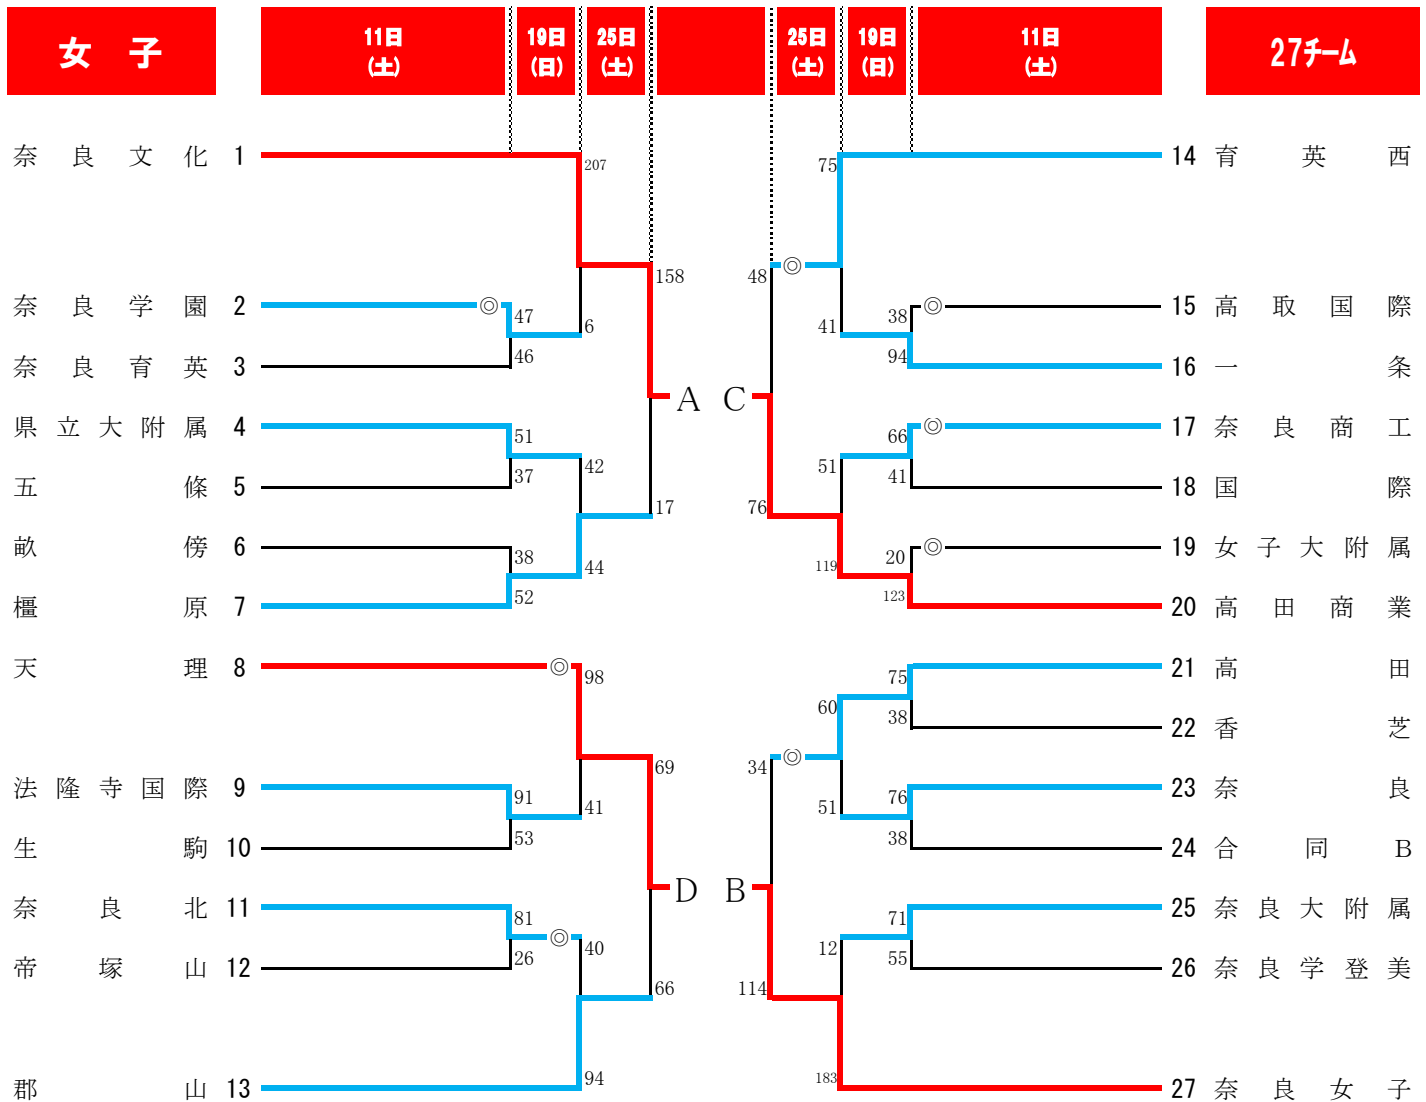 女 子 11日 (土) 19日 (日) 25日 (土) 25日 (土) 19日 (日) 11日 (土) 27チーム
奈良文化 1 207 75 14 育英西
158 48 ◎
奈良学園 2 ◎ 47 6 41 38 ◎ 15 高取国際
奈良育英 3 46 94 16 一条
A C
県立大附属 4 51 42 51 66 ◎ 17 奈良商工
五條 5 37 17 76 41 18 国際
畝傍 6 38 44 119 20 ◎ 19 女子大附属
橿原 7 52 123 20 高田商業
天理 8 ◎ 98 60 75 21 高田
69 34 ◎ 38 22 香芝
法隆寺国際 9 91 41 51 76 23 奈良
生駒 10 53 38 24 合同B
D B
奈良北 11 81 ◎ 40 12 71 25 奈良大附属
帝塚山 12 26 66 114 55 26 奈良学登美
郡山 13 94 183 27 奈良女子